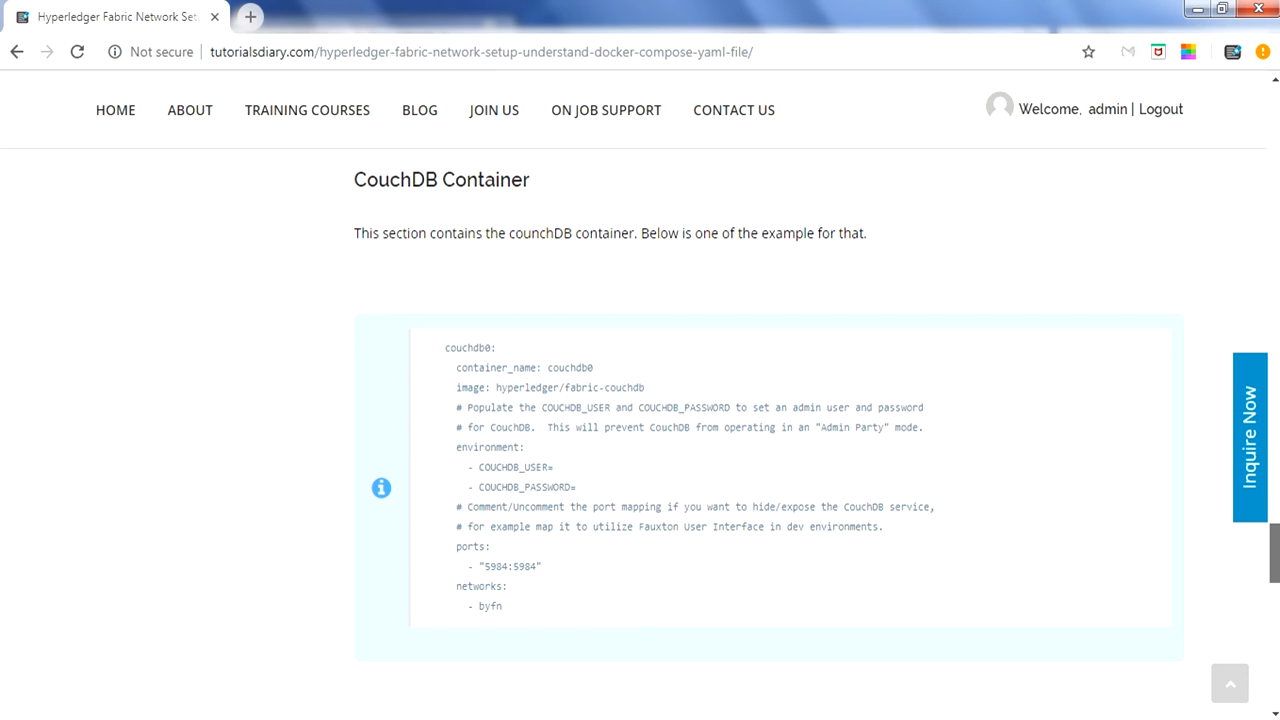 Hyperledger Fabric Network Set
Not secure tutorialsdiary.com/hyperledger-fabric-network-setup-understand-docker-compose-yaml-file/
HOME ABOUT TRAINING COURSES BLOG JOIN US ON JOB SUPPORT CONTACT US Welcome, admin | Logout
CouchDB Container
This section contains the counchDB container. Below is one of the example for that.
couchdb0:
container_name: couchdb0
image: hyperledger/fabric-couchdb
# Populate the COUCHDB_USER and COUCHDB_PASSWORD to set an admin user and password
# for CouchDB.  This will prevent CouchDB from operating in an "Admin Party" mode.
environment:
- COUCHDB_USER=
- COUCHDB_PASSWORD=
# Comment/Uncomment the port mapping if you want to hide/expose the CouchDB service,
# for example map it to utilize Fauxton User Interface in dev environments.
ports:
- "5984:5984"
networks:
- byfn
Inquire Now